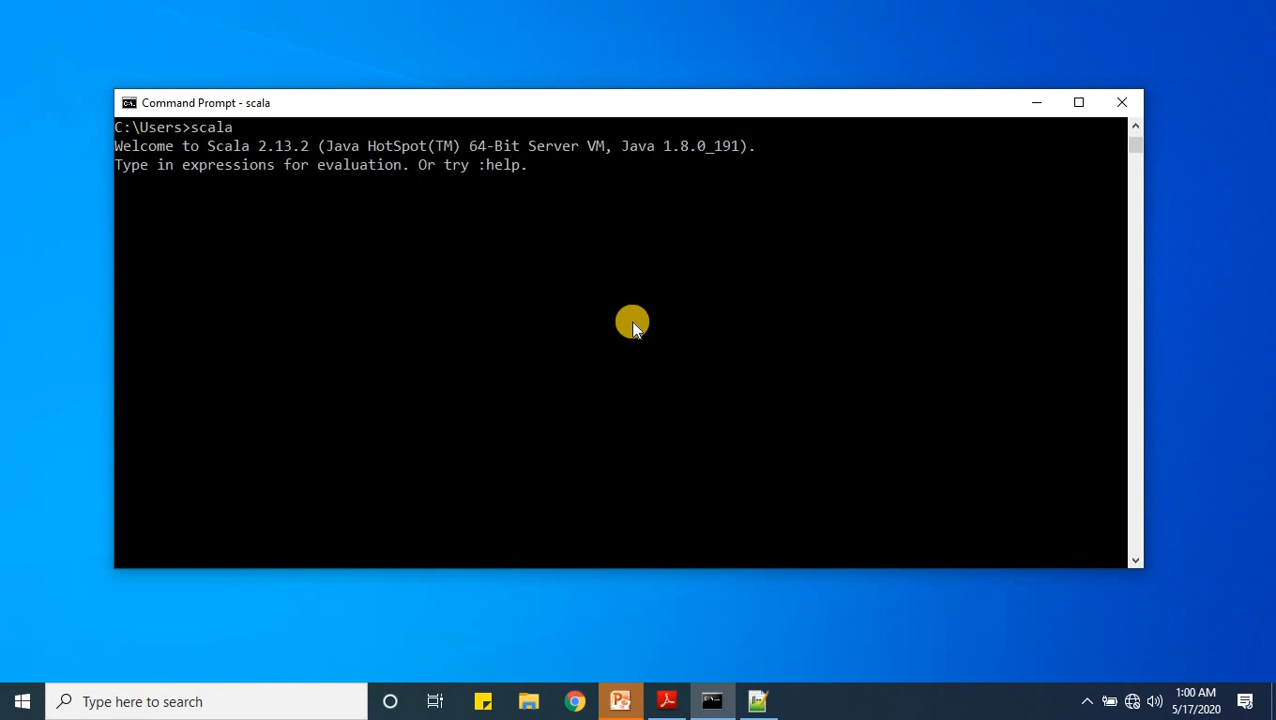 Command Prompt - scala
C:\Users>scala
Welcome to Scala 2.13.2 (Java HotSpot(TM) 64-Bit Server VM, Java 1.8.0_191).
Type in expressions for evaluation. Or try :help.
Type here to search
1:00 AM
5/17/2020